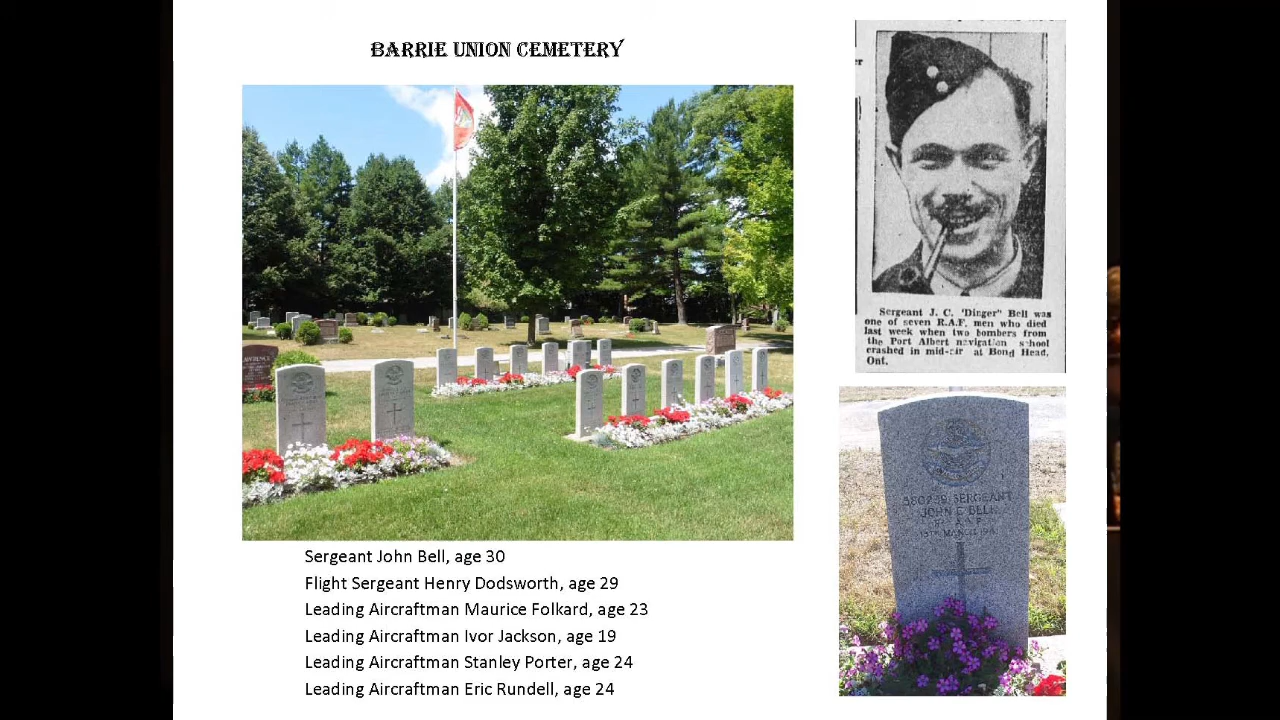 BARRIE UNION CEMETERY
Sergeant J. C. "Dinger" Bell was
one of seven R.A.F. men who died
last week when two bombers from
the Port Albert navigation school
crashed in mid-air at Bond Head,
Ont.
LAWRENCE
SERGEANT
JOHN C. BELL
Sergeant John Bell, age 30
Flight Sergeant Henry Dodsworth, age 29
Leading Aircraftman Maurice Folkard, age 23
Leading Aircraftman Ivor Jackson, age 19
Leading Aircraftman Stanley Porter, age 24
Leading Aircraftman Eric Rundell, age 24